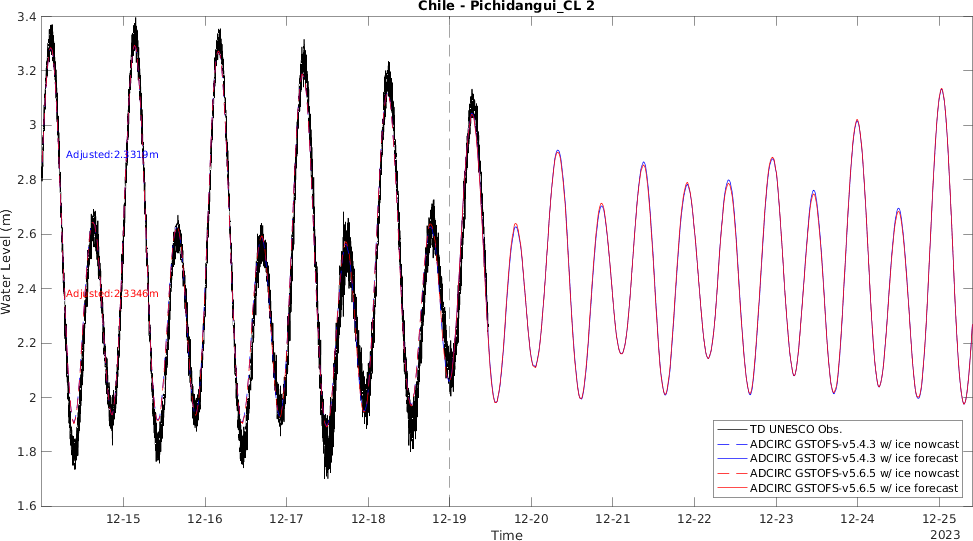 Chile - Pichidangui_CL 2
Water Level (m)
3.4
3.2
3
2.8
2.6
2.4
2.2
2
1.8
1.6
Adjusted:2.3319m
Adjusted:2.3346m
TD UNESCO Obs.
ADCIRC GSTOFS-v5.4.3 w/ ice nowcast
ADCIRC GSTOFS-v5.4.3 w/ ice forecast
ADCIRC GSTOFS-v5.6.5 w/ ice nowcast
ADCIRC GSTOFS-v5.6.5 w/ ice forecast
12-15 12-16 12-17 12-18 12-19 12-20 12-21 12-22 12-23 12-24 12-25
Time
2023